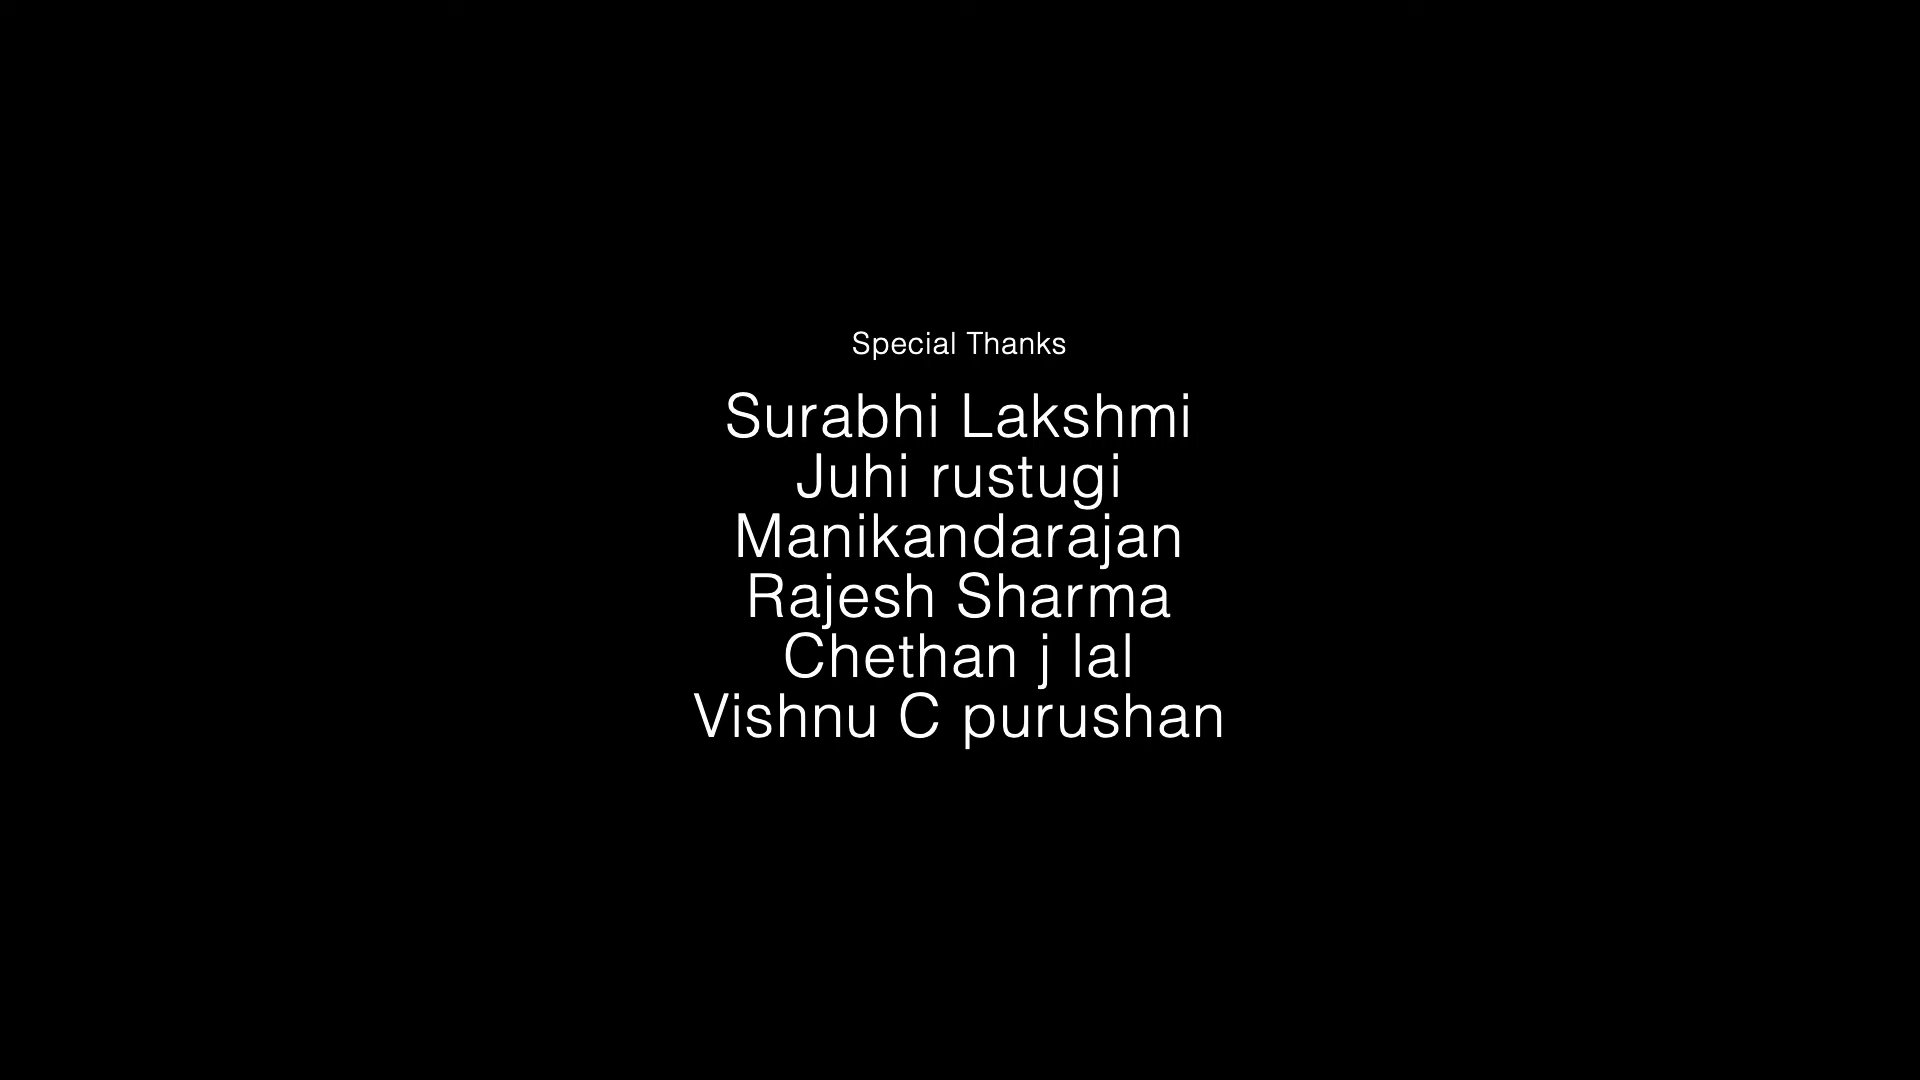 Special Thanks
Surabhi Lakshmi
Juhi rustugi
Manikandarajan
Rajesh Sharma
Chethan j lal
Vishnu C purushan